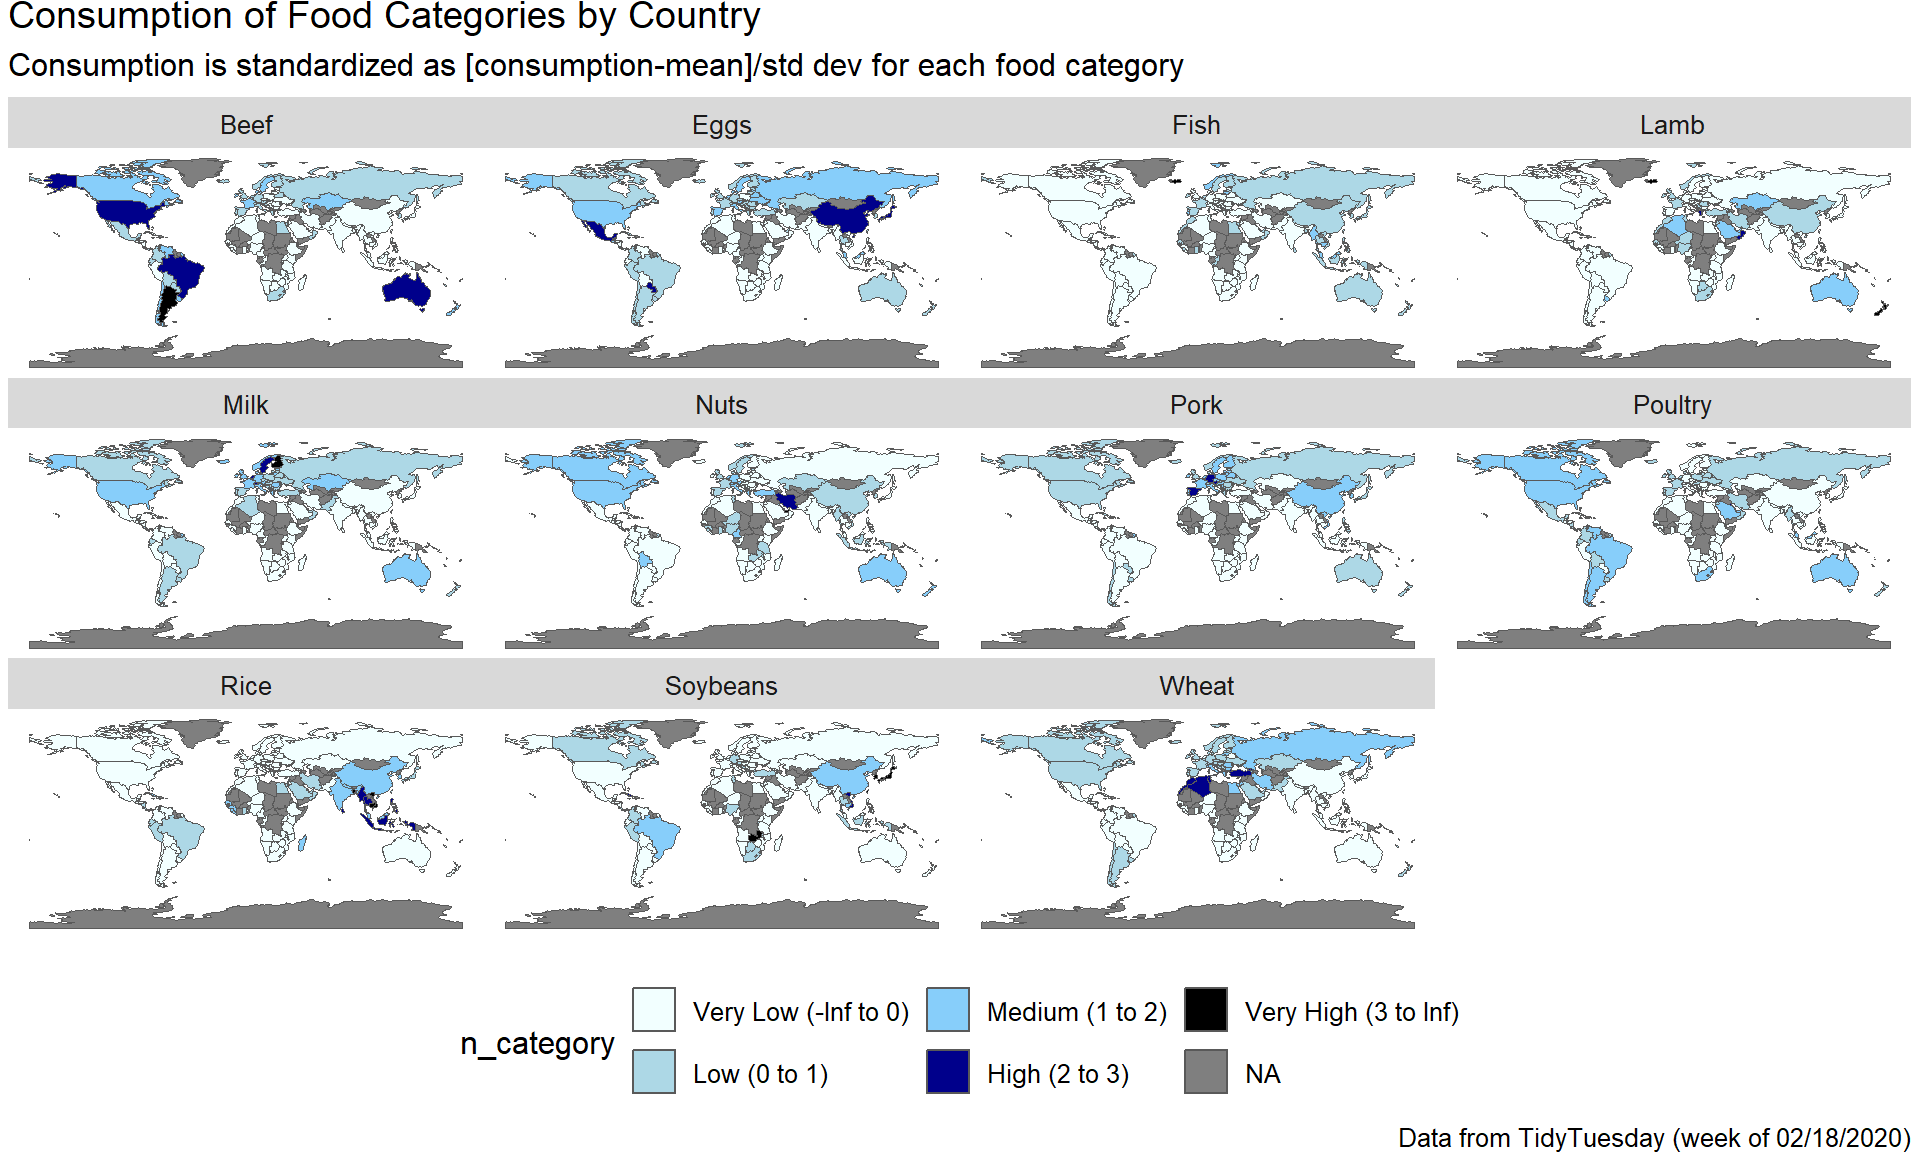 Consumption of Food Categories by Country
Consumption is standardized as [consumption-mean]/std dev for each food category
Beef
Eggs
Fish
Lamb
Milk
Nuts
Pork
Poultry
Rice
Soybeans
Wheat
n_category
Very Low (-Inf to 0)
Medium (1 to 2)
Very High (3 to Inf)
Low (0 to 1)
High (2 to 3)
NA
Data from TidyTuesday (week of 02/18/2020)